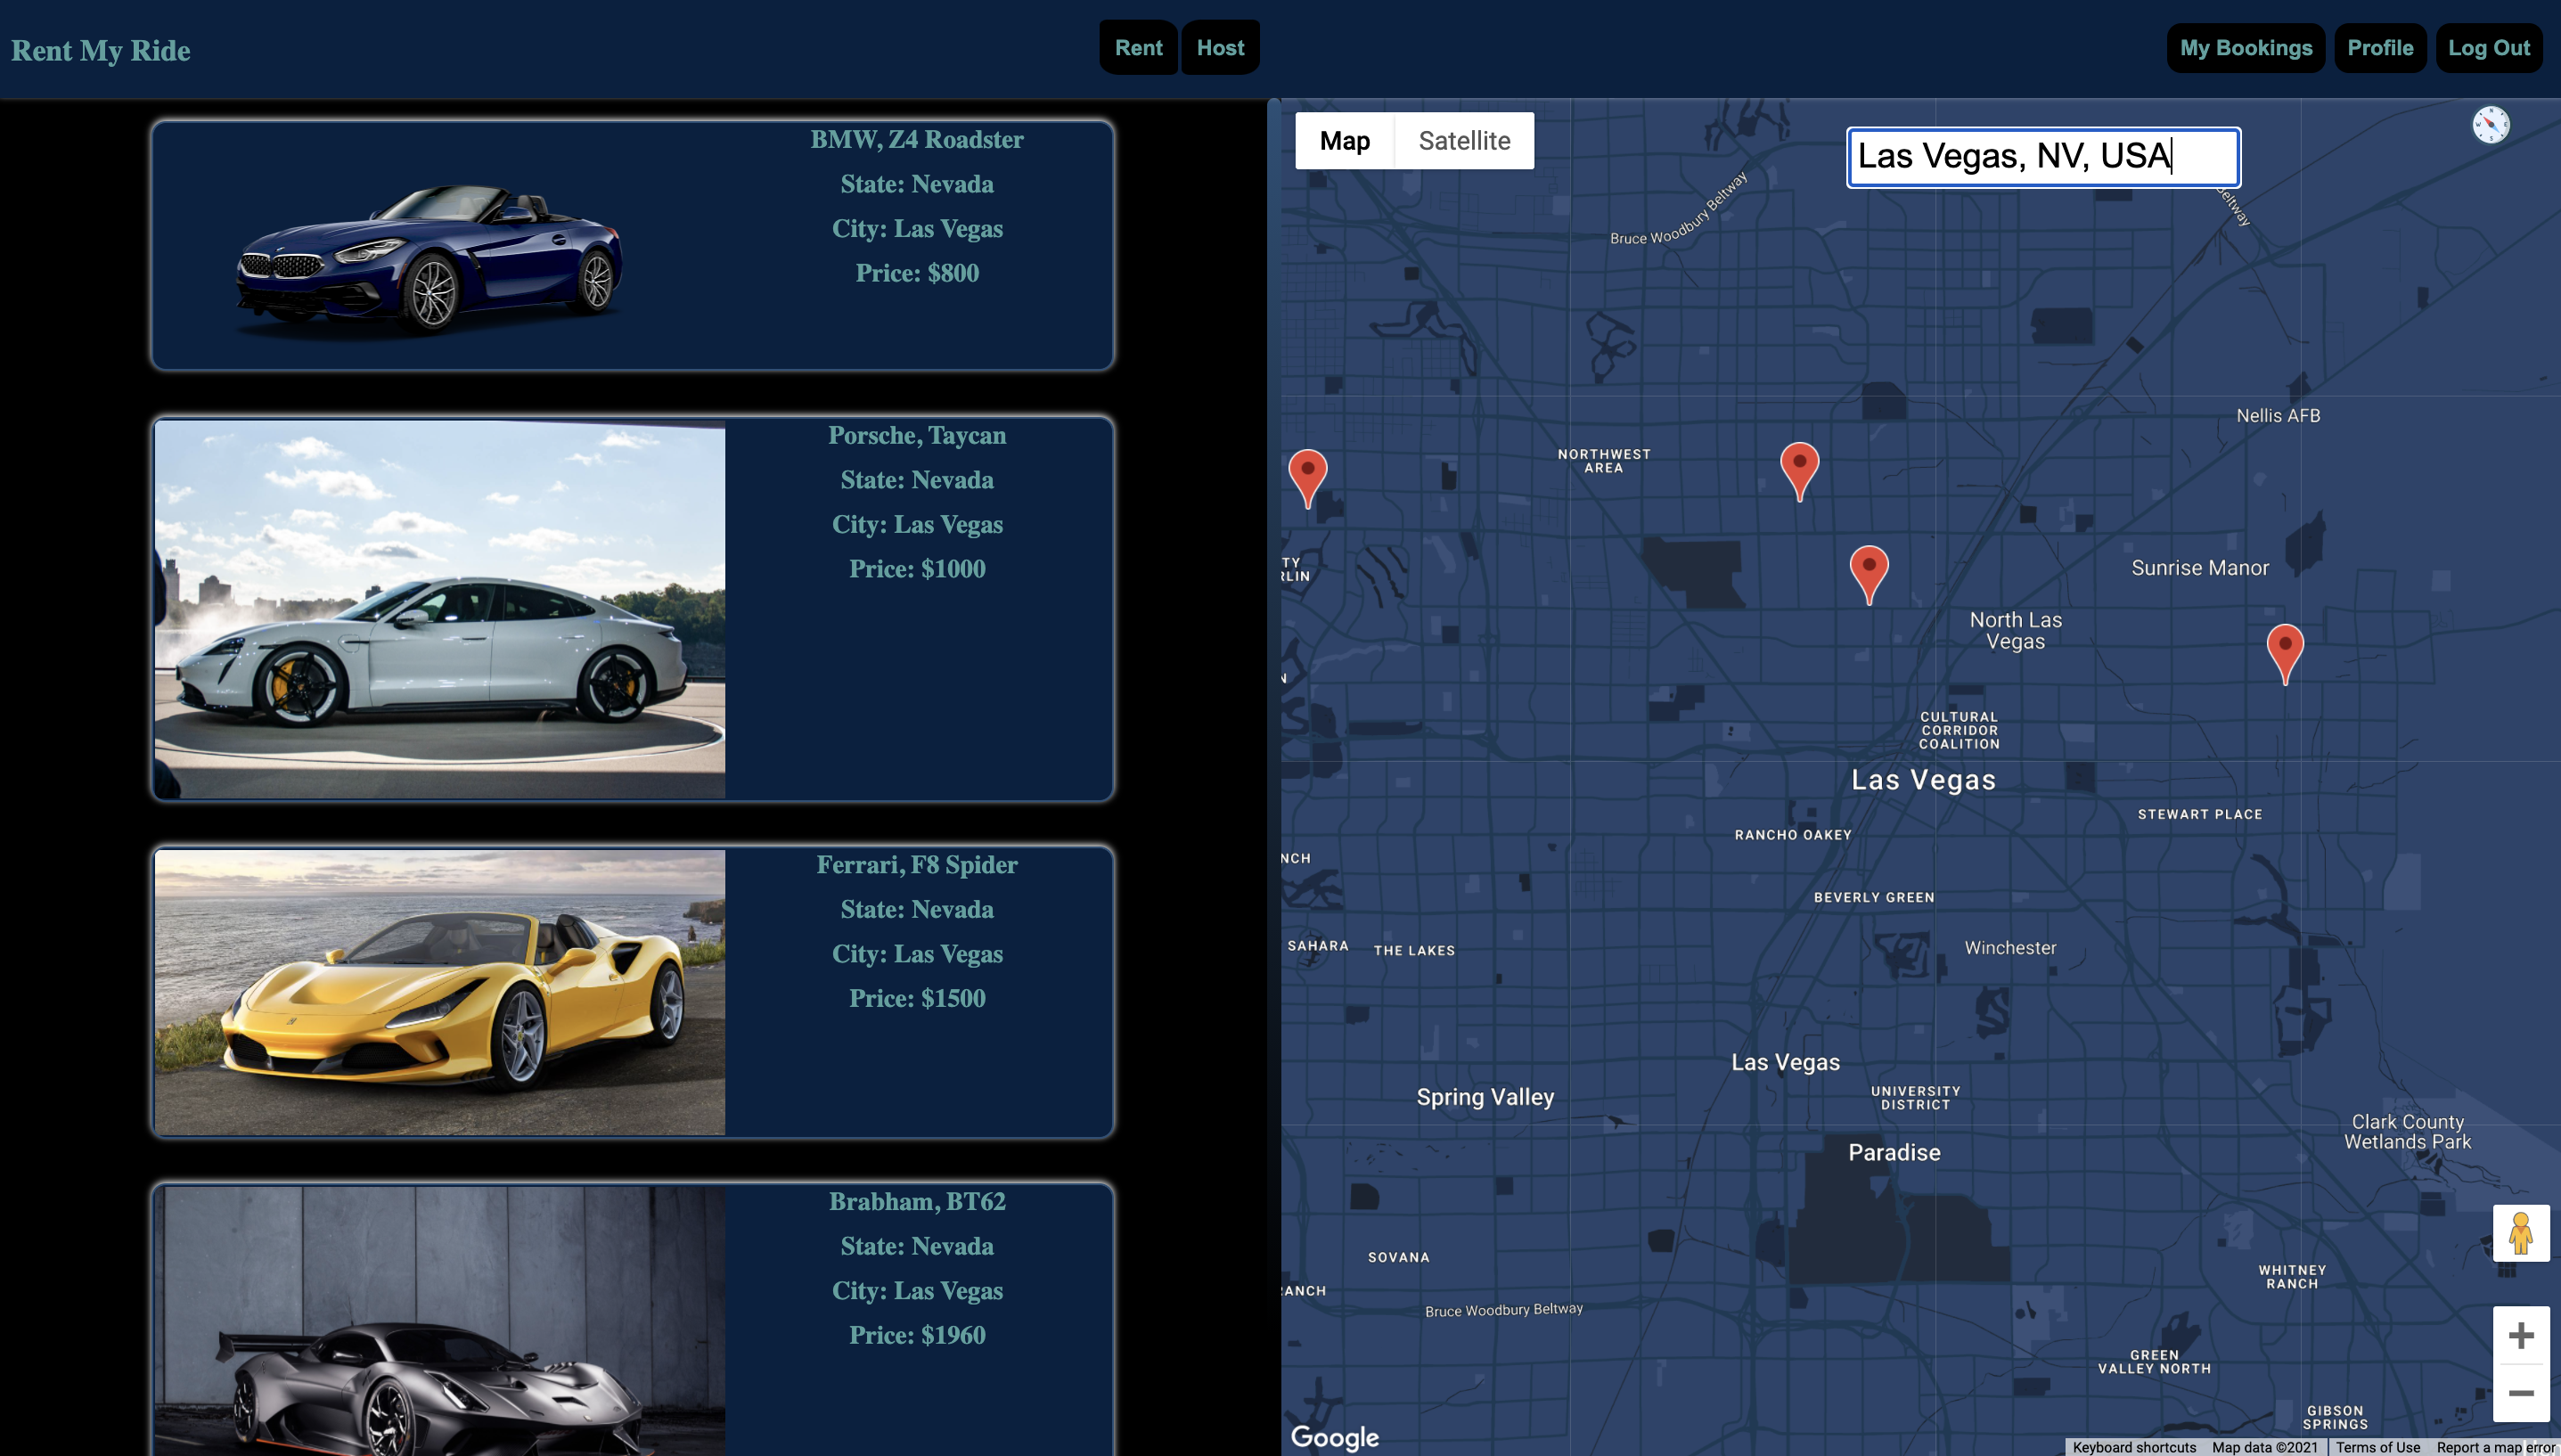 Rent My Ride
Rent
Host
My Bookings
Profile
Log Out
BMW, Z4 Roadster
State: Nevada
City: Las Vegas
Price: $800
Porsche, Taycan
State: Nevada
City: Las Vegas
Price: $1000
Ferrari, F8 Spider
State: Nevada
City: Las Vegas
Price: $1500
Brabham, BT62
State: Nevada
City: Las Vegas
Price: $1960
Map
Satellite
Las Vegas, NV, USA
Bruce Woodbury Beltway
Beltway
Nellis AFB
NORTHWEST
AREA
TY
RLIN
Sunrise Manor
North Las
Vegas
N
CULTURAL
CORRIDOR
COALITION
Las Vegas
STEWART PLACE
RANCHO OAKEY
NCH
BEVERLY GREEN
SAHARA
THE LAKES
Winchester
Las Vegas
Spring Valley
UNIVERSITY
DISTRICT
Clark County
Wetlands Park
Paradise
SOVANA
WHITNEY
RANCH
RANCH
Bruce Woodbury Beltway
GREEN
VALLEY NORTH
GIBSON
SPRINGS
Google
Keyboard shortcuts
Map data ©2021
Terms of Use
Report a map error